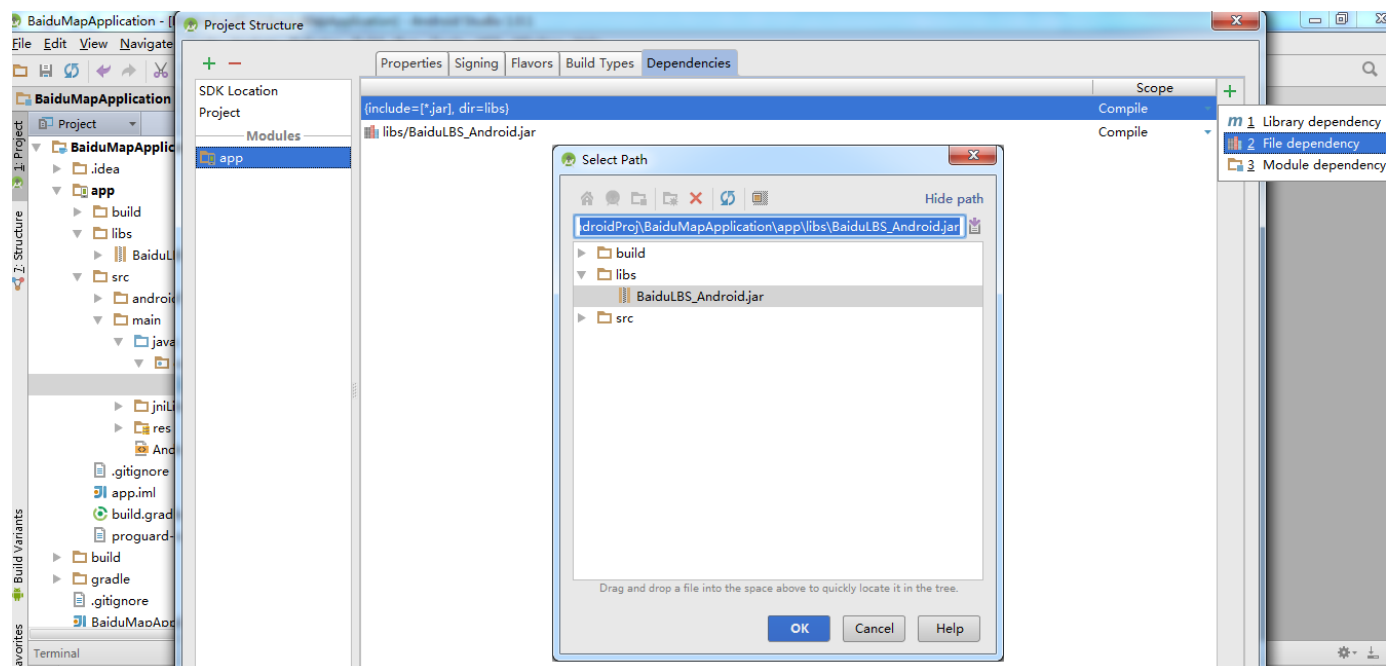 BaiduMapApplication - [
Project Structure
File Edit View Navigate
BaiduMapApplication
Project
BaiduMapApplic
.idea
app
build
libs
BaiduL
src
androi
main
java
jniLi
res
And
.gitignore
app.iml
build.grad
proguard-
build
gradle
.gitignore
BaiduMapApp
Terminal
1: Project
7: Structure
Build Variants
avorites
SDK Location
Project
Modules
app
Properties Signing Flavors Build Types Dependencies
Scope
{include=[*.jar], dir=libs} Compile
libs/BaiduLBS_Android.jar Compile
m 1 Library dependency
2 File dependency
3 Module dependency
Select Path
Hide path
droidProj\BaiduMapApplication\app\libs\BaiduLBS_Android.jar
build
libs
BaiduLBS_Android.jar
src
Drag and drop a file into the space above to quickly locate it in the tree.
OK Cancel Help